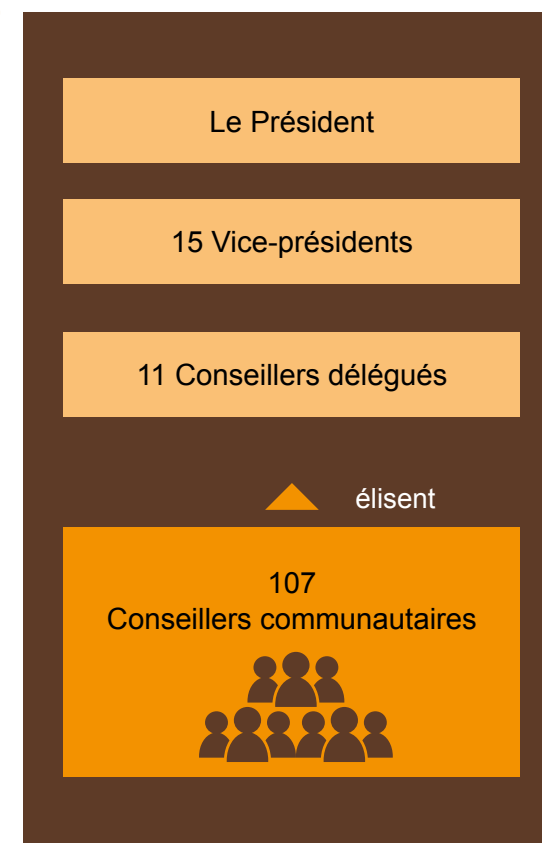 Le Président
15 Vice-présidents
11 Conseillers délégués
élisent
107
Conseillers communautaires